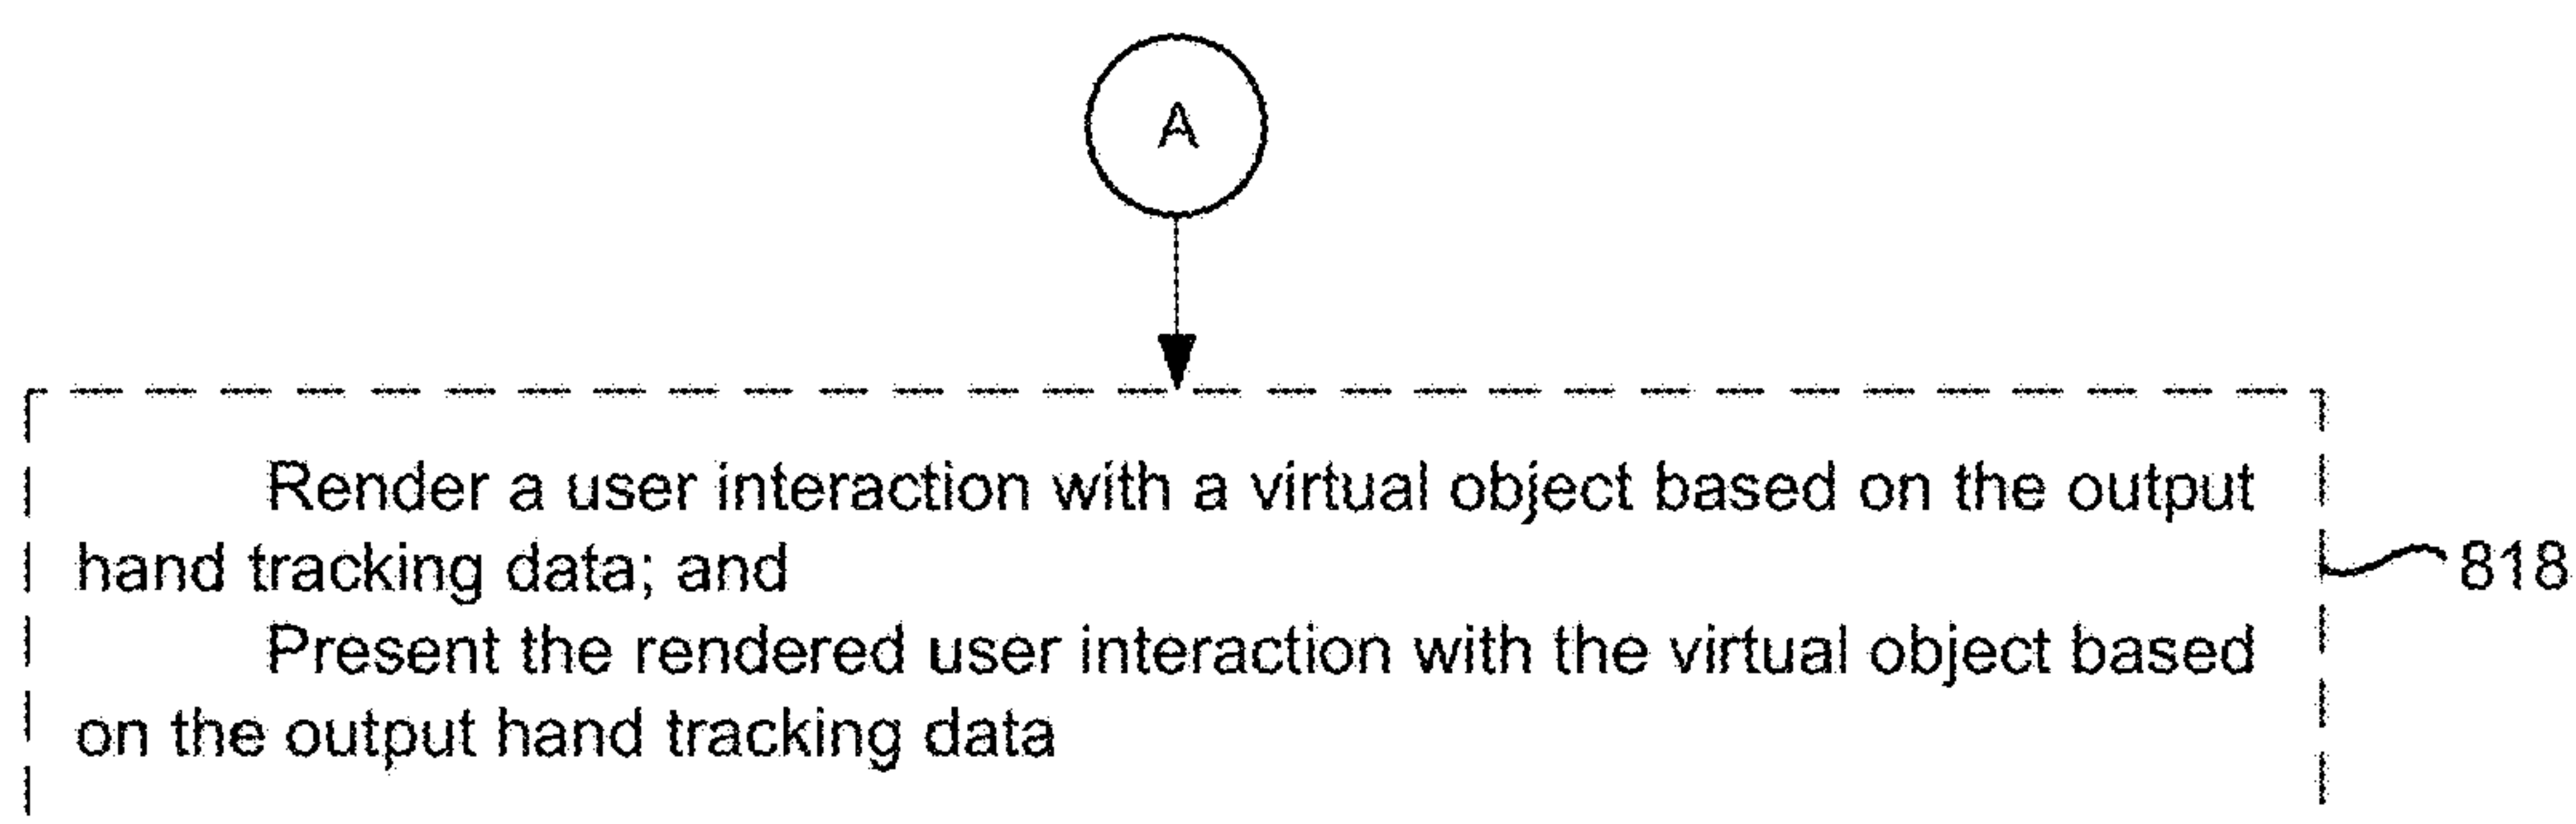 A
Render a user interaction with a virtual object based on the output
hand tracking data; and
818
Present the rendered user interaction with the virtual object based
on the output hand tracking data